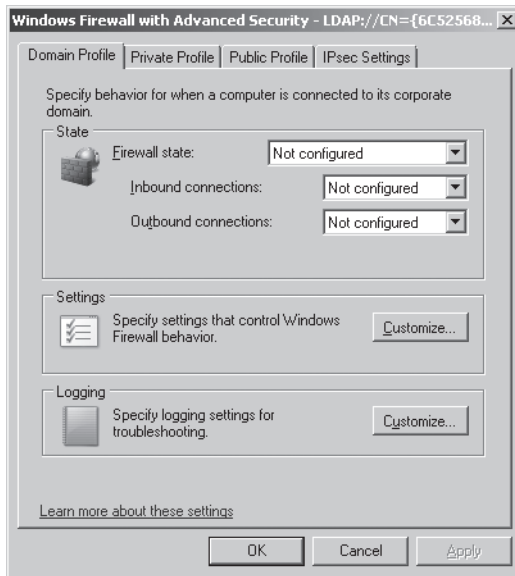 Windows Firewall with Advanced Security - LDAP://CN={6C52568...
Domain Profile Private Profile Public Profile IPsec Settings
Specify behavior for when a computer is connected to its corporate
domain.
State
Firewall state: Not configured
Inbound connections: Not configured
Outbound connections: Not configured
Settings
Specify settings that control Windows
Firewall behavior.
Customize...
Logging
Specify logging settings for
troubleshooting.
Customize...
Learn more about these settings
OK Cancel Apply